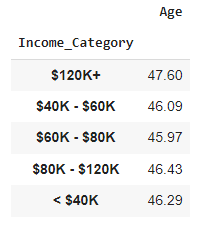 Age
Income_Category
$120K+ 47.60
$40K - $60K 46.09
$60K - $80K 45.97
$80K - $120K 46.43
< $40K 46.29